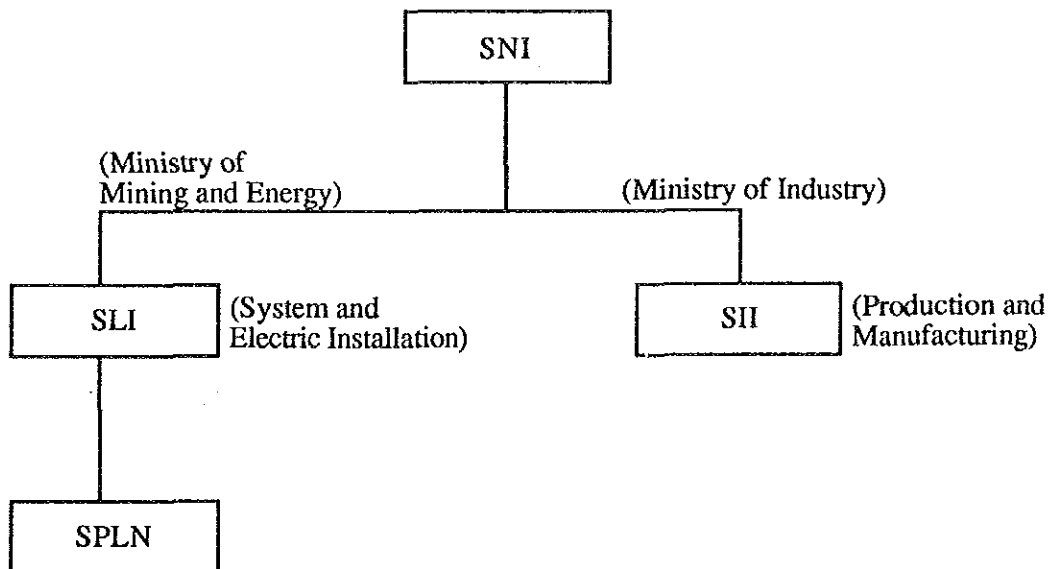 SNI
(Ministry of
Mining and Energy)
(Ministry of Industry)
SLI
(System and
Electric Installation)
SII
(Production and
Manufacturing)
SPLN